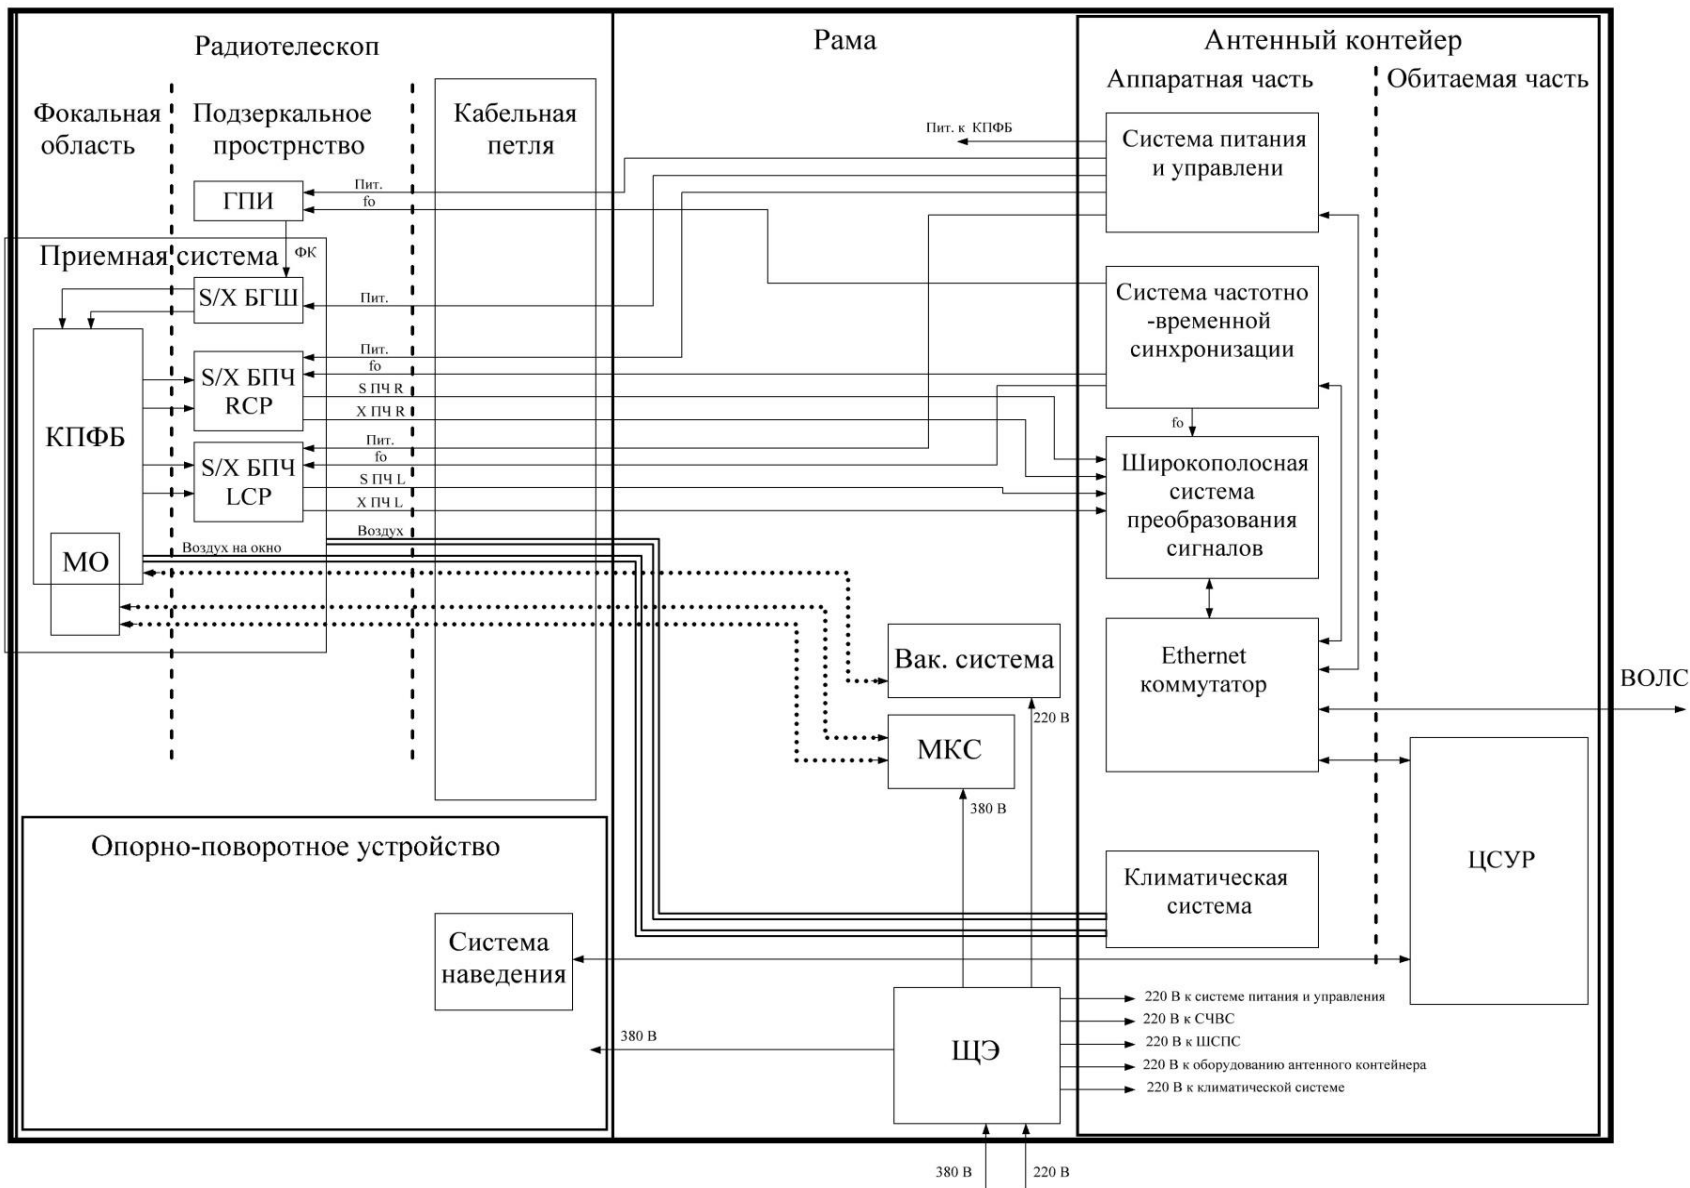 Радиотелескоп
Рама
Антенный контейер
Фокальная
область
Подзеркальное
прострнство
Кабельная
петля
Аппаратная часть
Обитаемая часть
Пит. к КПФБ
Система питания
и управлени
ГПИ
Пит.
fo
ФК
Приемная система
S/X БГШ
Пит.
Система частотно
-временной
синхронизации
S/X БПЧ
RCP
Пит.
fo
S ПЧ R
X ПЧ R
fo
КПФБ
S/X БПЧ
LCP
Пит.
fo
S ПЧ L
X ПЧ L
Широкополосная
система
преобразования
сигналов
Воздух
Воздух на окно
МО
Вак. система
Ethernet
коммутатор
ВОЛС
220 В
МКС
380 В
Опорно-поворотное устройство
ЦСУР
Климатическая
система
Система
наведения
ЩЭ
380 В
220 В к системе питания и управления
220 В к СЧВС
220 В к ШСПС
220 В к оборудованию антенного контейнера
220 В к климатической системе
380 В
220 В